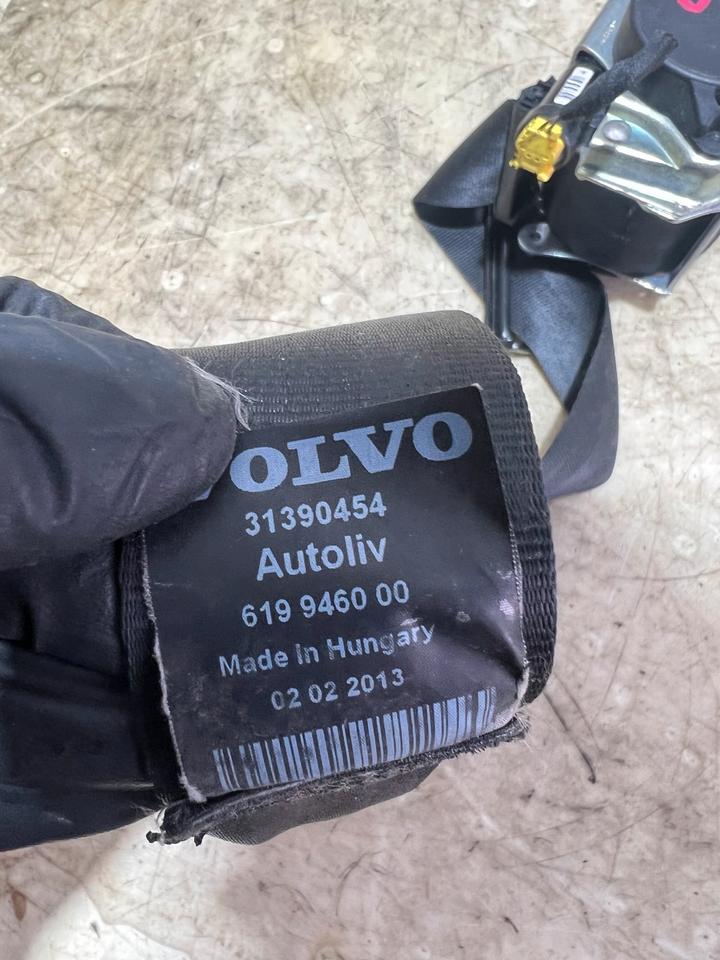 VOLVO
31390454
Autoliv
619 9460 00
Made in Hungary
02 02 2013